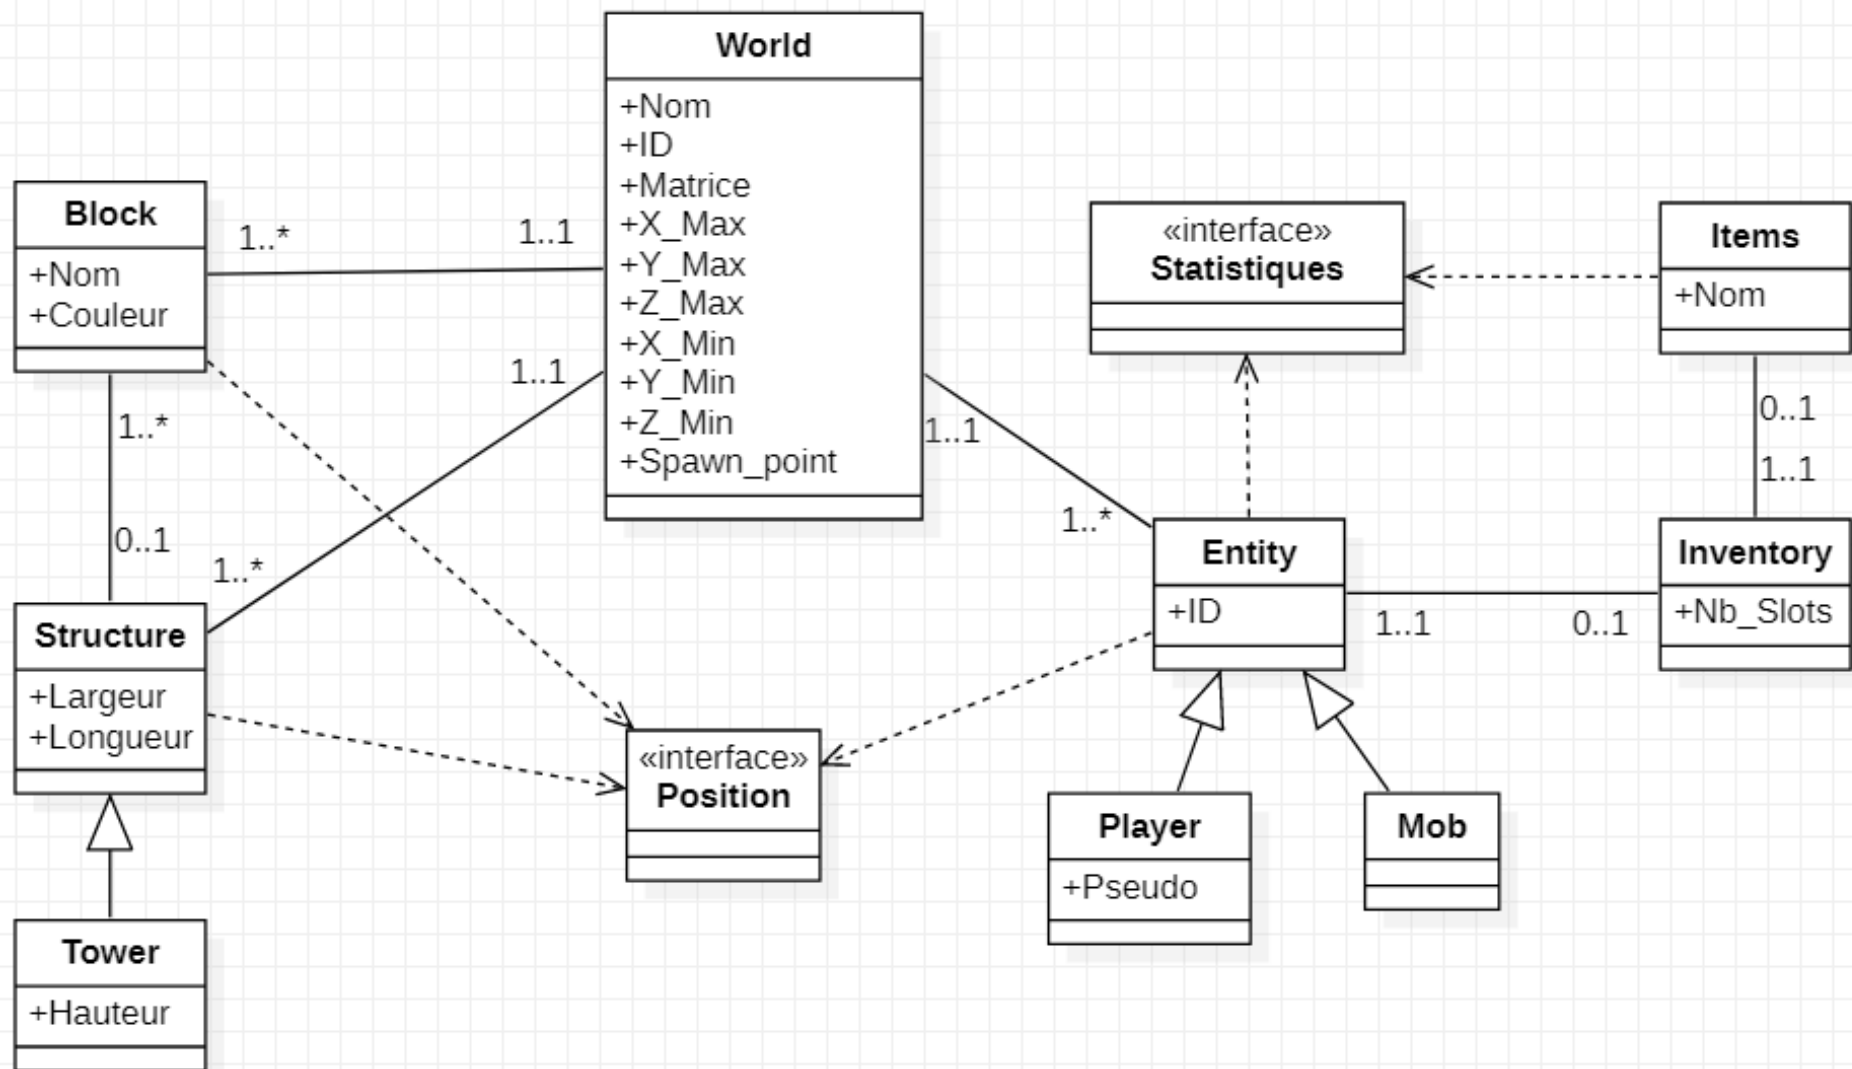 World
+Nom
+ID
+Matrice
+X_Max
+Y_Max
+Z_Max
+X_Min
+Y_Min
+Z_Min
+Spawn_point
Block
+Nom
+Couleur
1..*
1..1
1..*
0..1
1..1
1..*
Structure
+Largeur
+Longueur
Tower
+Hauteur
«interface»
Position
«interface»
Statistiques
Items
+Nom
0..1
1..1
Inventory
+Nb_Slots
1..1
1..*
Entity
+ID
1..1
0..1
Player
+Pseudo
Mob